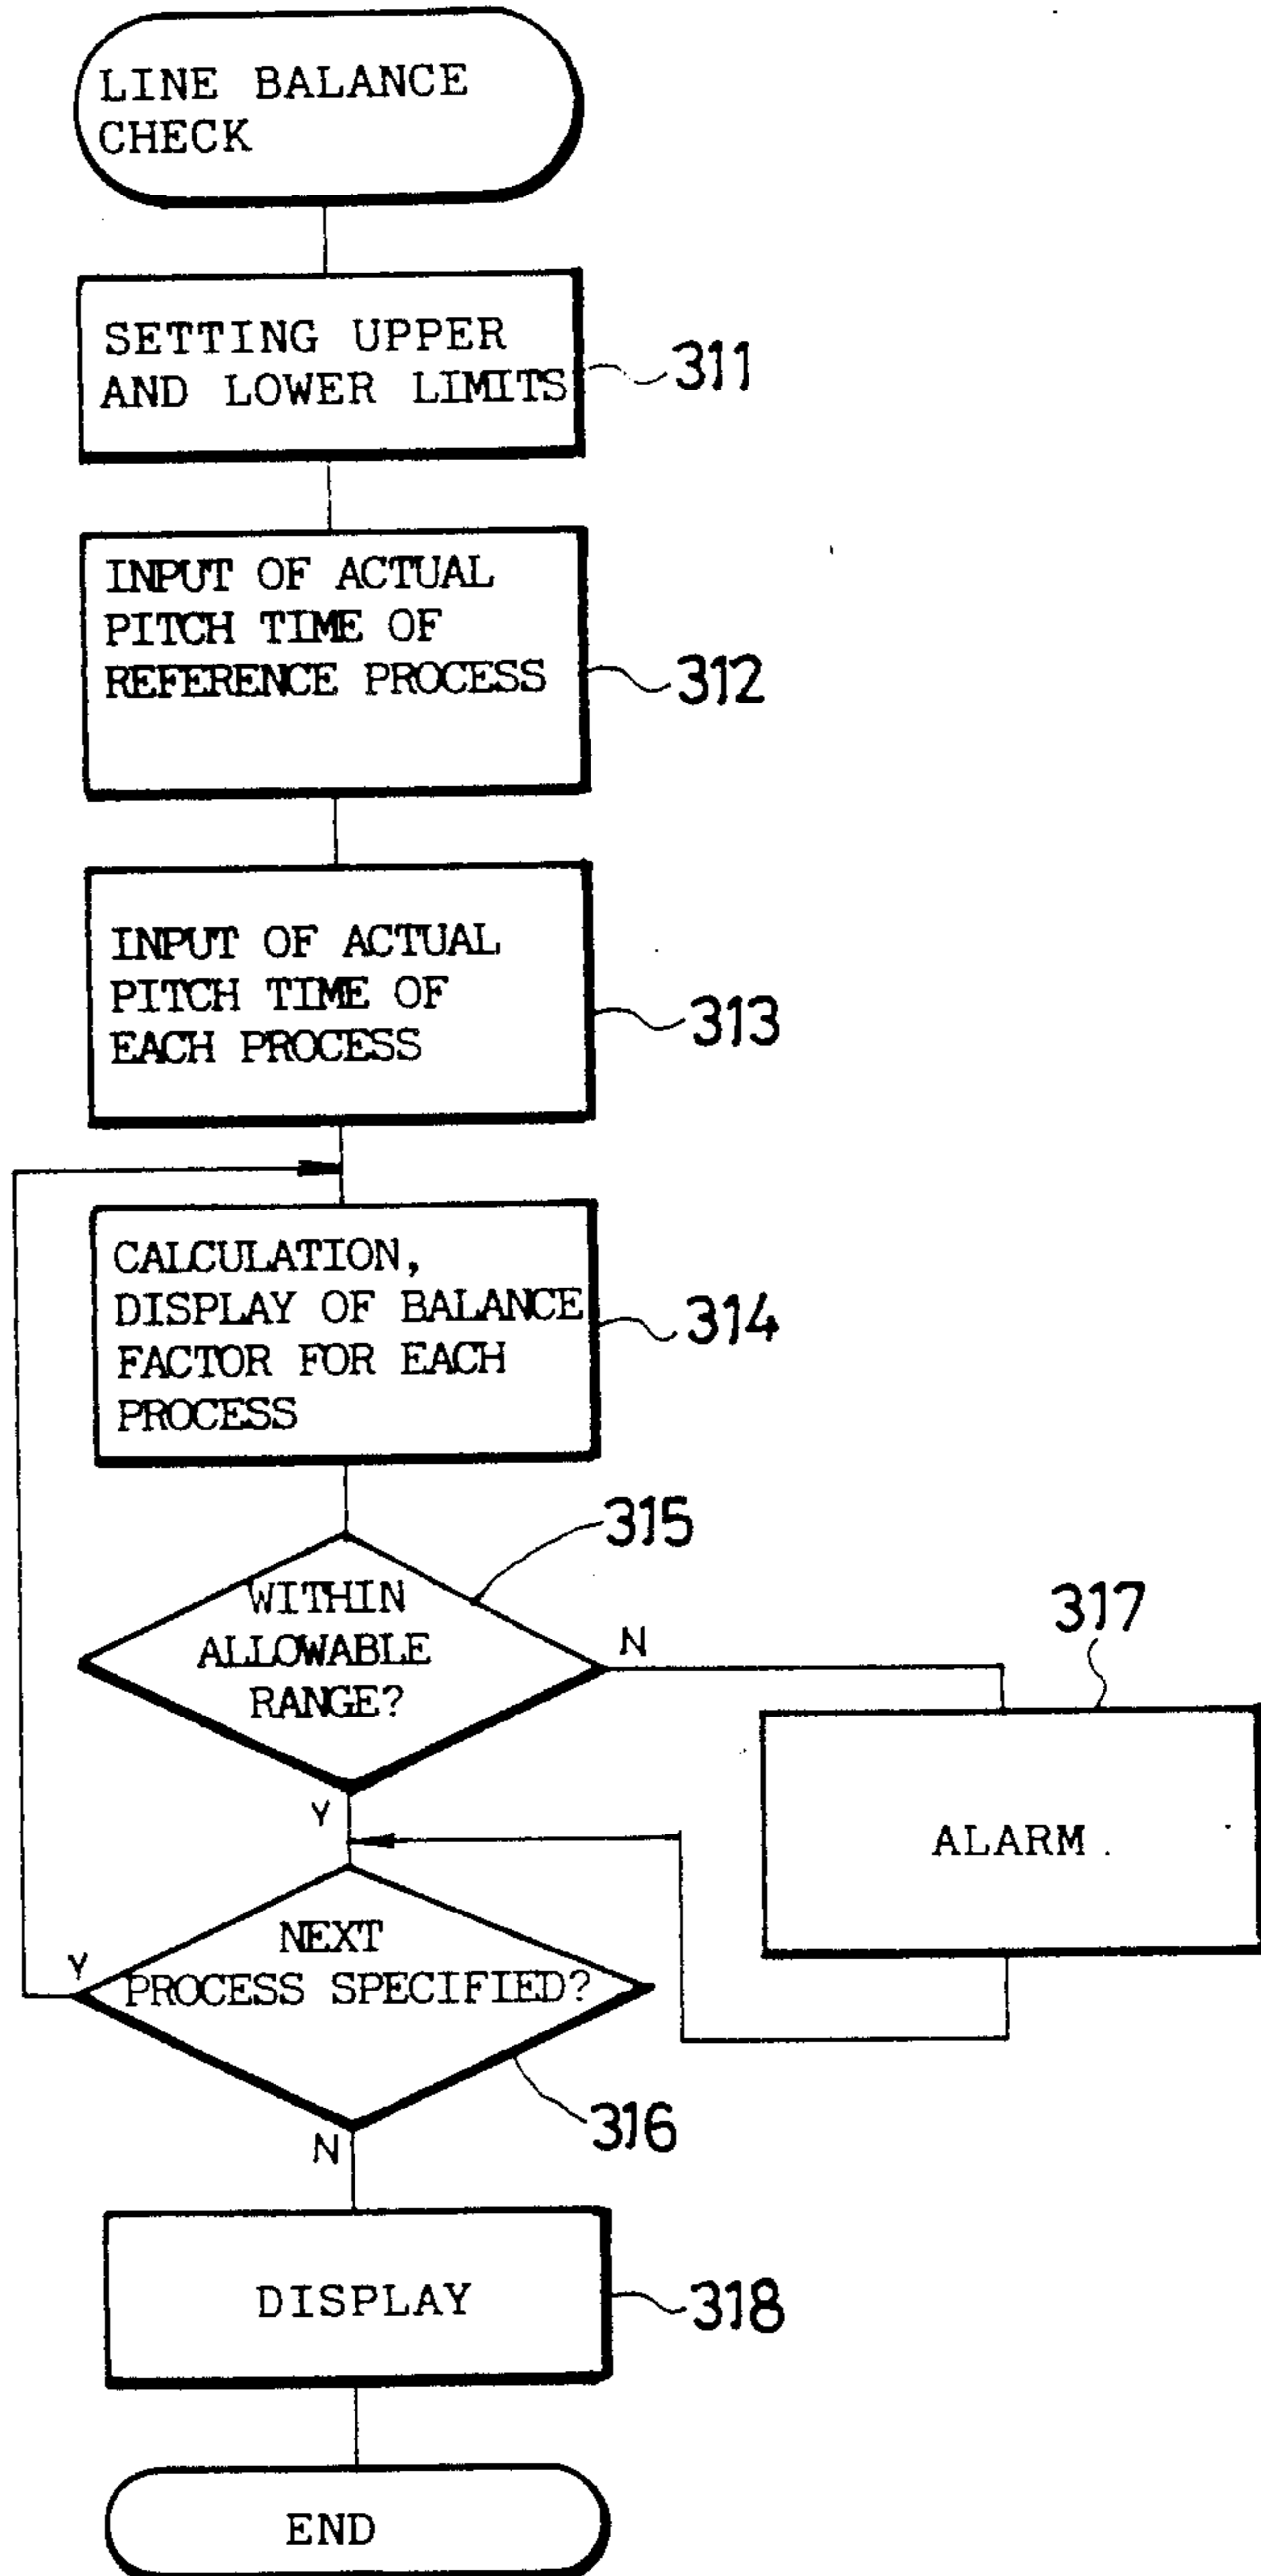 LINE BALANCE
CHECK
SETTING UPPER
AND LOWER LIMITS
311
INPUT OF ACTUAL
PITCH TIME OF
REFERENCE PROCESS
312
INPUT OF ACTUAL
PITCH TIME OF
EACH PROCESS
313
CALCULATION,
DISPLAY OF BALANCE
FACTOR FOR EACH
PROCESS
314
315
WITHIN
ALLOWABLE
RANGE?
N
317
Y
ALARM
NEXT
PROCESS SPECIFIED?
Y
316
N
DISPLAY
318
END